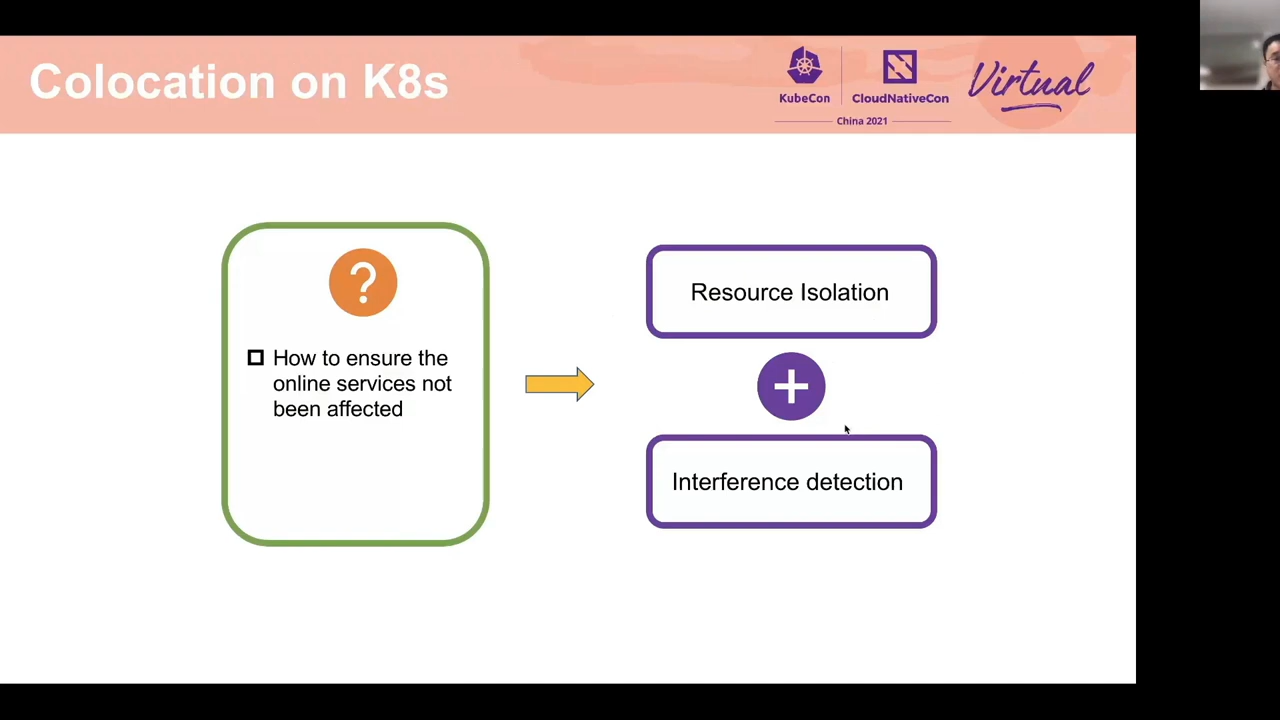 Colocation on K8s
KubeCon
CloudNativeCon
Virtual
China 2021
?
How to ensure the
online services not
been affected
Resource Isolation
+
Interference detection